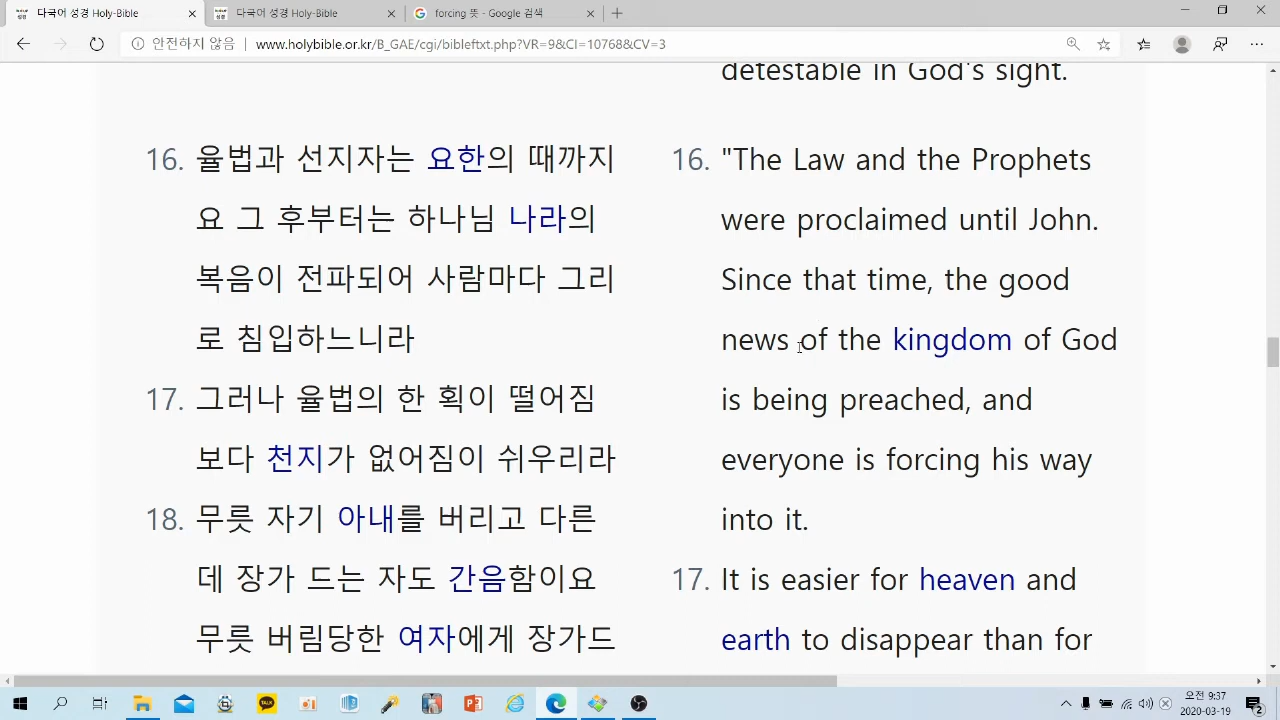 다국어 성경 Holy-Bible
다국어 성경 Holy-Bible
forcing 뜻 - Google 검색
안전하지 않음
www.holybible.or.kr/B_GAE/cgi/bibleftxt.php?VR=9&CI=10768&CV=3
detestable in God's sight.
16. 율법과 선지자는 요한의 때까지
요 그 후부터는 하나님 나라의
복음이 전파되어 사람마다 그리
로 침입하느니라
17. 그러나 율법의 한 획이 떨어짐
보다 천지가 없어짐이 쉬우리라
18. 무릇 자기 아내를 버리고 다른
데 장가 드는 자도 간음함이요
무릇 버림당한 여자에게 장가드
16. "The Law and the Prophets
were proclaimed until John.
Since that time, the good
news of the kingdom of God
is being preached, and
everyone is forcing his way
into it.
17. It is easier for heaven and
earth to disappear than for
TALK
오전 9:37
2020-03-19
2